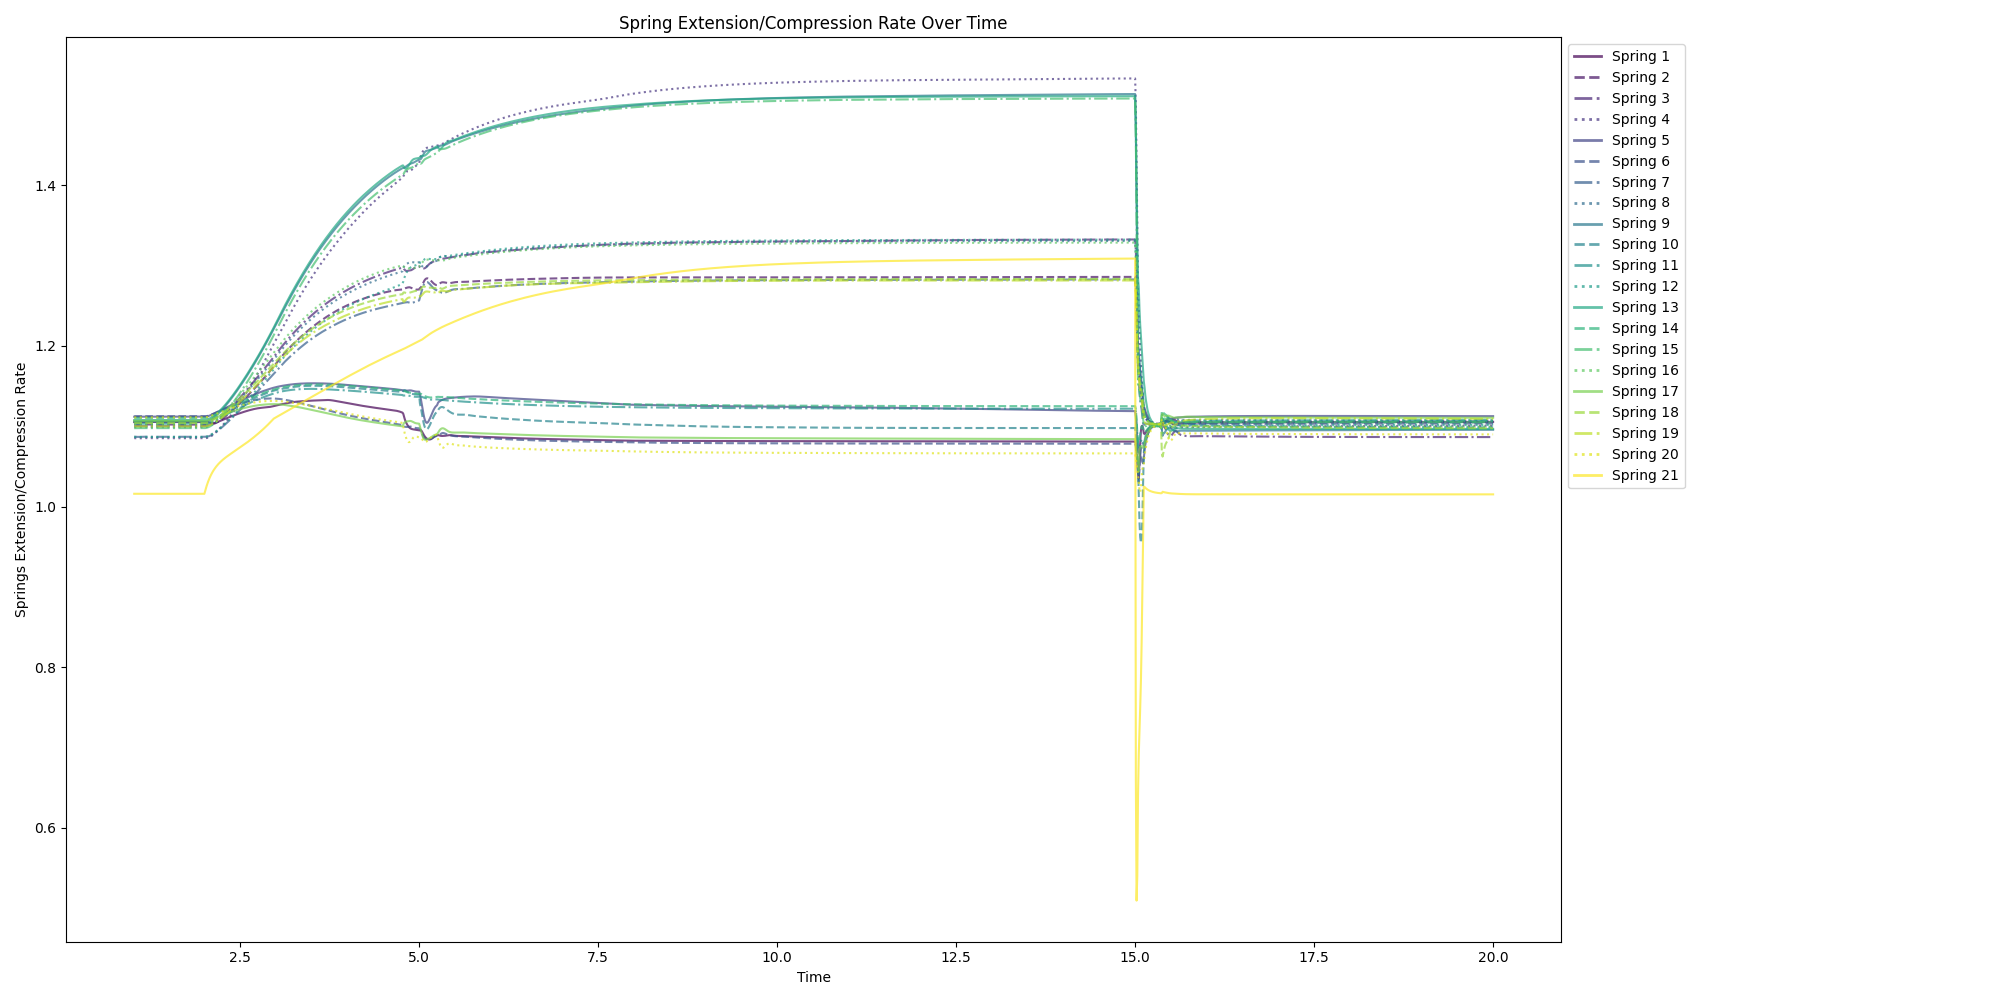 Spring Extension/Compression Rate Over Time
Springs Extension/Compression Rate
1.4
1.2
1.0
0.8
0.6
2.5
5.0
7.5
10.0
12.5
15.0
17.5
20.0
Time
Spring 1
Spring 2
Spring 3
Spring 4
Spring 5
Spring 6
Spring 7
Spring 8
Spring 9
Spring 10
Spring 11
Spring 12
Spring 13
Spring 14
Spring 15
Spring 16
Spring 17
Spring 18
Spring 19
Spring 20
Spring 21